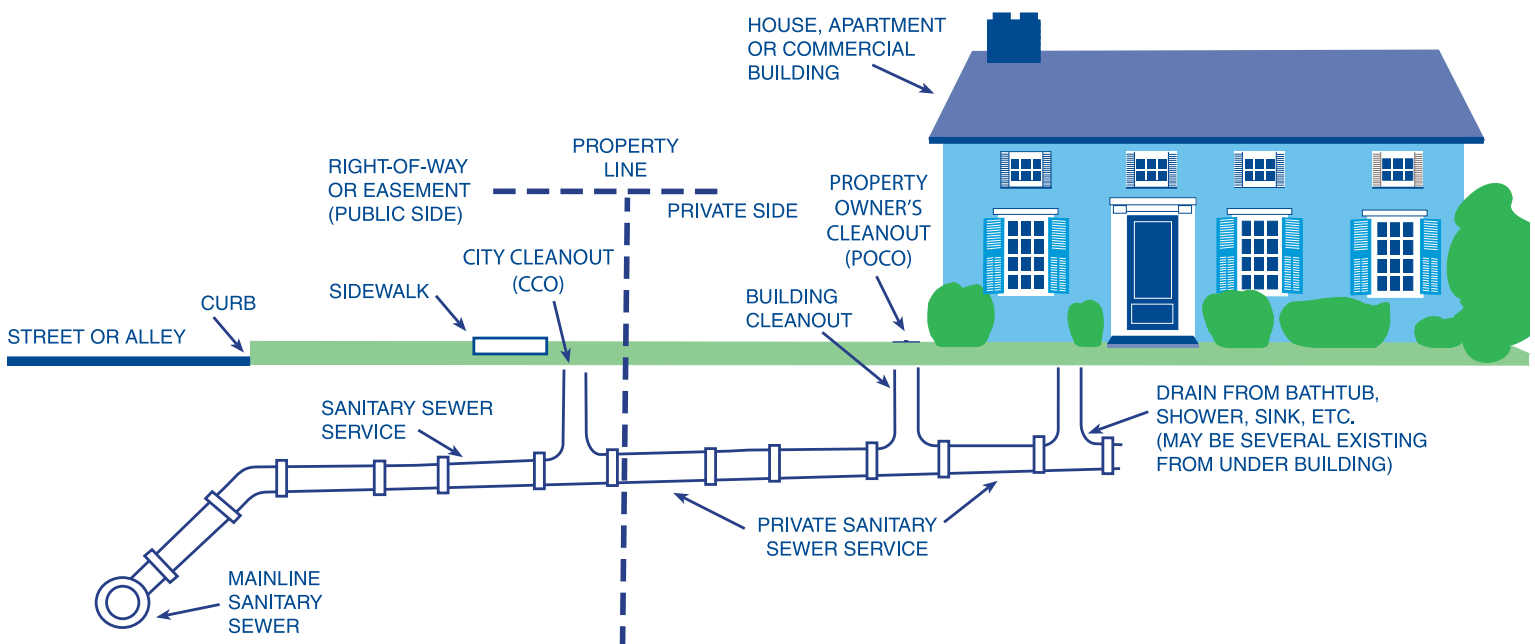 HOUSE, APARTMENT
OR COMMERCIAL
BUILDING
PROPERTY
LINE
RIGHT-OF-WAY
OR EASEMENT
(PUBLIC SIDE)
PRIVATE SIDE
PROPERTY
OWNER'S
CLEANOUT
(POCO)
CITY CLEANOUT
(CCO)
SIDEWALK
BUILDING
CLEANOUT
CURB
STREET OR ALLEY
SANITARY SEWER
SERVICE
DRAIN FROM BATHTUB,
SHOWER, SINK, ETC.
(MAY BE SEVERAL EXISTING
FROM UNDER BUILDING)
PRIVATE SANITARY
SEWER SERVICE
MAINLINE
SANITARY
SEWER